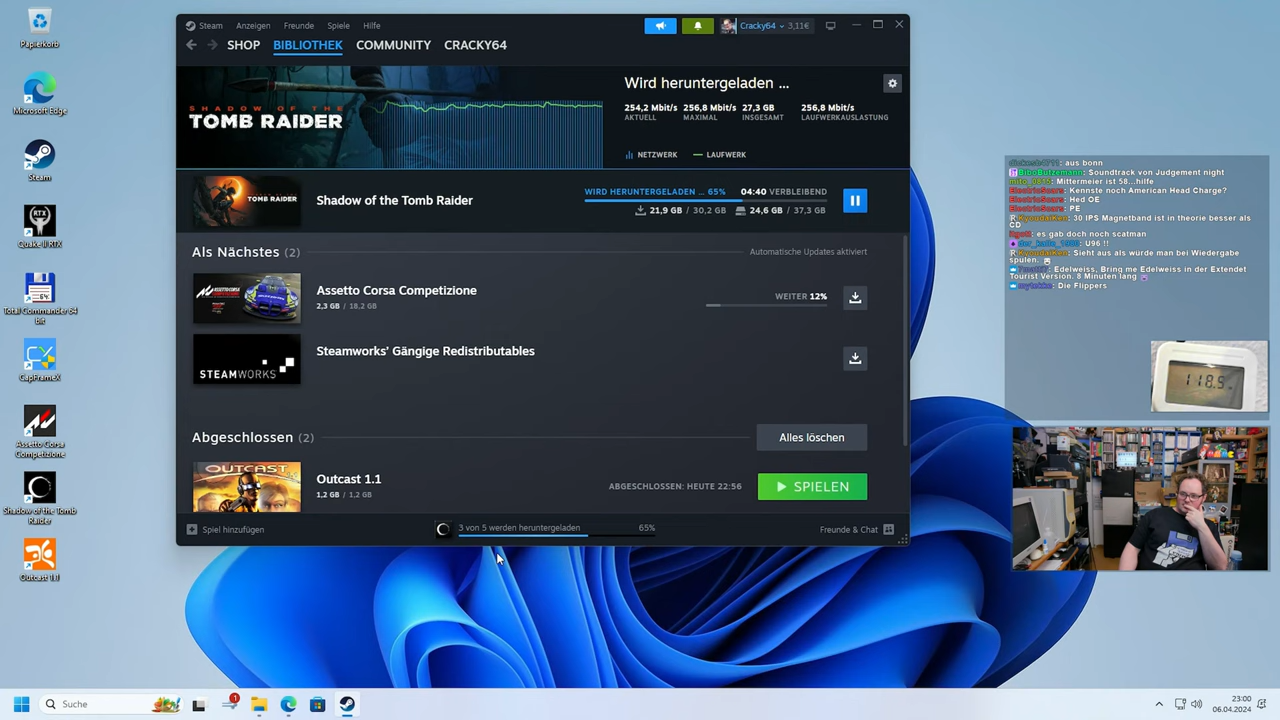 Papierkorb
Microsoft Edge
Steam
Quake II RTX
Total Commander 64 bit
CapFrameX
Assetto Corsa Competizione
Shadow of the Tomb Raider
Outcast 1.1
Steam Anzeigen Freunde Spiele Hilfe
Cracky64 3,11€
SHOP BIBLIOTHEK COMMUNITY CRACKY64
SHADOW OF THE
TOMB RAIDER
Wird heruntergeladen ...
254,2 Mbit/s 256,8 Mbit/s 27,3 GB 256,8 Mbit/s
AKTUELL MAXIMAL INSGESAMT LAUFWERKAUSLASTUNG
NETZWERK LAUFWERK
Shadow of the Tomb Raider
WIRD HERUNTERGELADEN ... 65% 04:40 VERBLEIBEND
21,9 GB / 30,2 GB 24,6 GB / 37,3 GB
Als Nächstes (2) Automatische Updates aktiviert
Assetto Corsa Competizione
2,3 GB / 18,2 GB
WEITER 12%
STEAMWORKS
Steamworks' Gängige Redistributables
Abgeschlossen (2) Alles löschen
OUTCAST
Outcast 1.1
1,2 GB / 1,2 GB
ABGESCHLOSSEN: HEUTE 22:56 SPIELEN
Spiel hinzufügen 3 von 5 werden heruntergeladen 65% Freunde & Chat
: aus bonn
BiboButzemann: Soundtrack von Judgement night
: Mittermeier ist 58...hilfe
ElectricScars: Kennste noch American Head Charge?
ElectricScars: Hed OE
ElectricScars: PE
: 30 IPS Magnetband ist in theorie besser als
CD
: es gab doch noch scatman
: U96 !!
: Sieht aus als würde man bei Wiedergabe
spulen.
: Edelweiss, Bring me Edelweiss in der Extendet
Tourist Version. 8 Minuten lang
: Die Flippers
118.5
Suche
1
23:00
06.04.2024